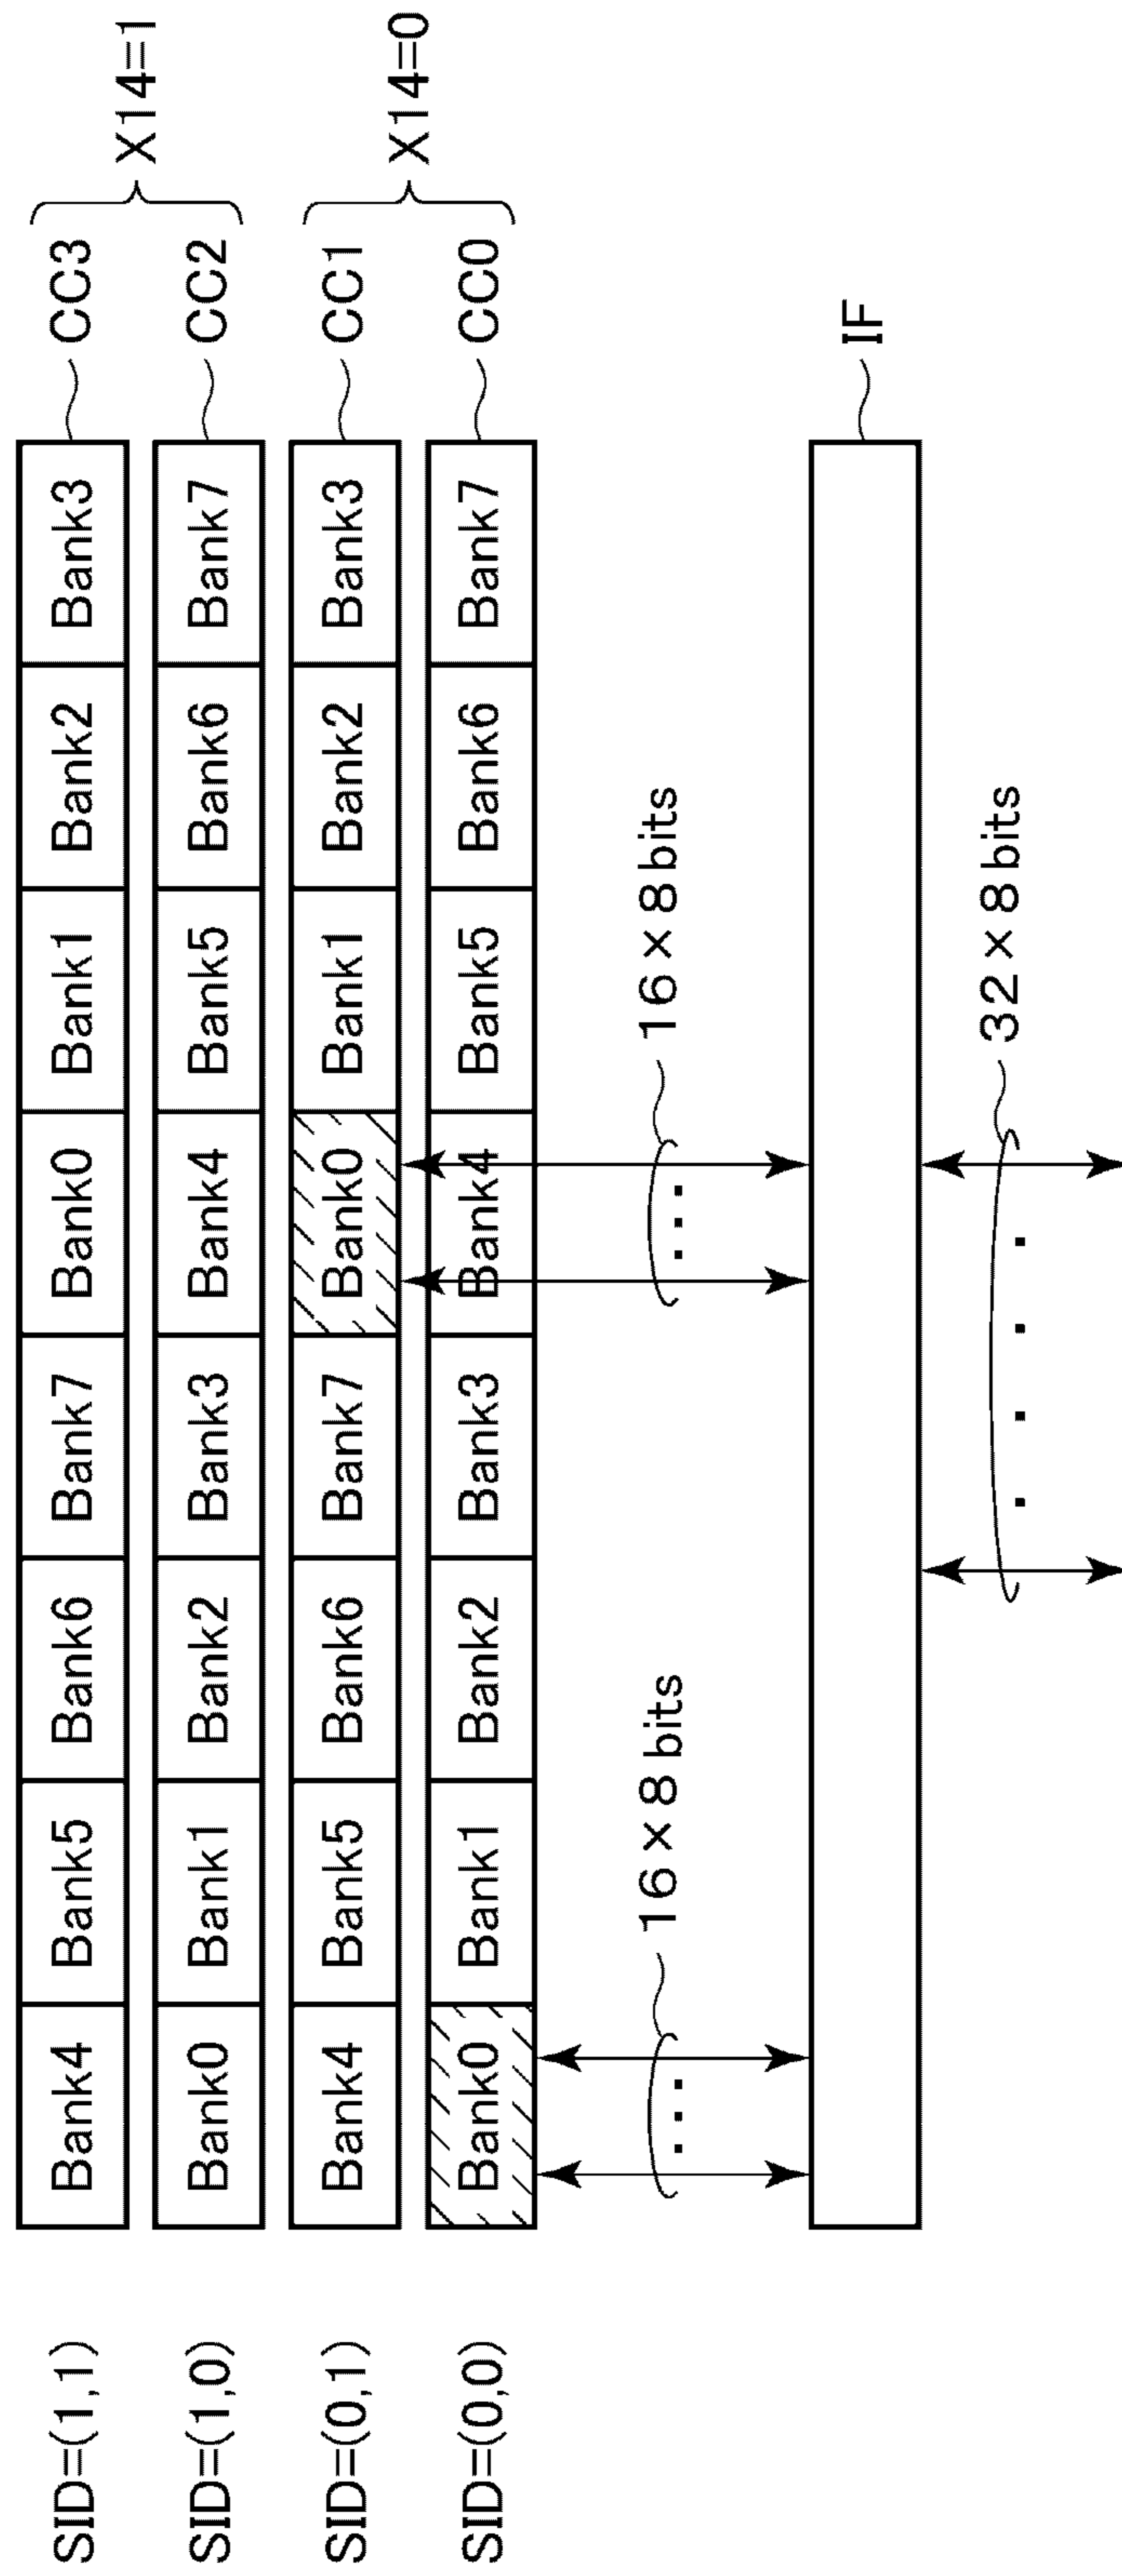 X14=1
X14=0
SID=(1,1) Bank4 Bank5 Bank6 Bank7 Bank0 Bank1 Bank2 Bank3 CC3
SID=(1,0) Bank0 Bank1 Bank2 Bank3 Bank4 Bank5 Bank6 Bank7 CC2
SID=(0,1) Bank4 Bank5 Bank6 Bank7 Bank0 Bank1 Bank2 Bank3 CC1
SID=(0,0) Bank0 Bank1 Bank2 Bank3 Bank4 Bank5 Bank6 Bank7 CC0
16×8 bits
16×8 bits
IF
32×8 bits